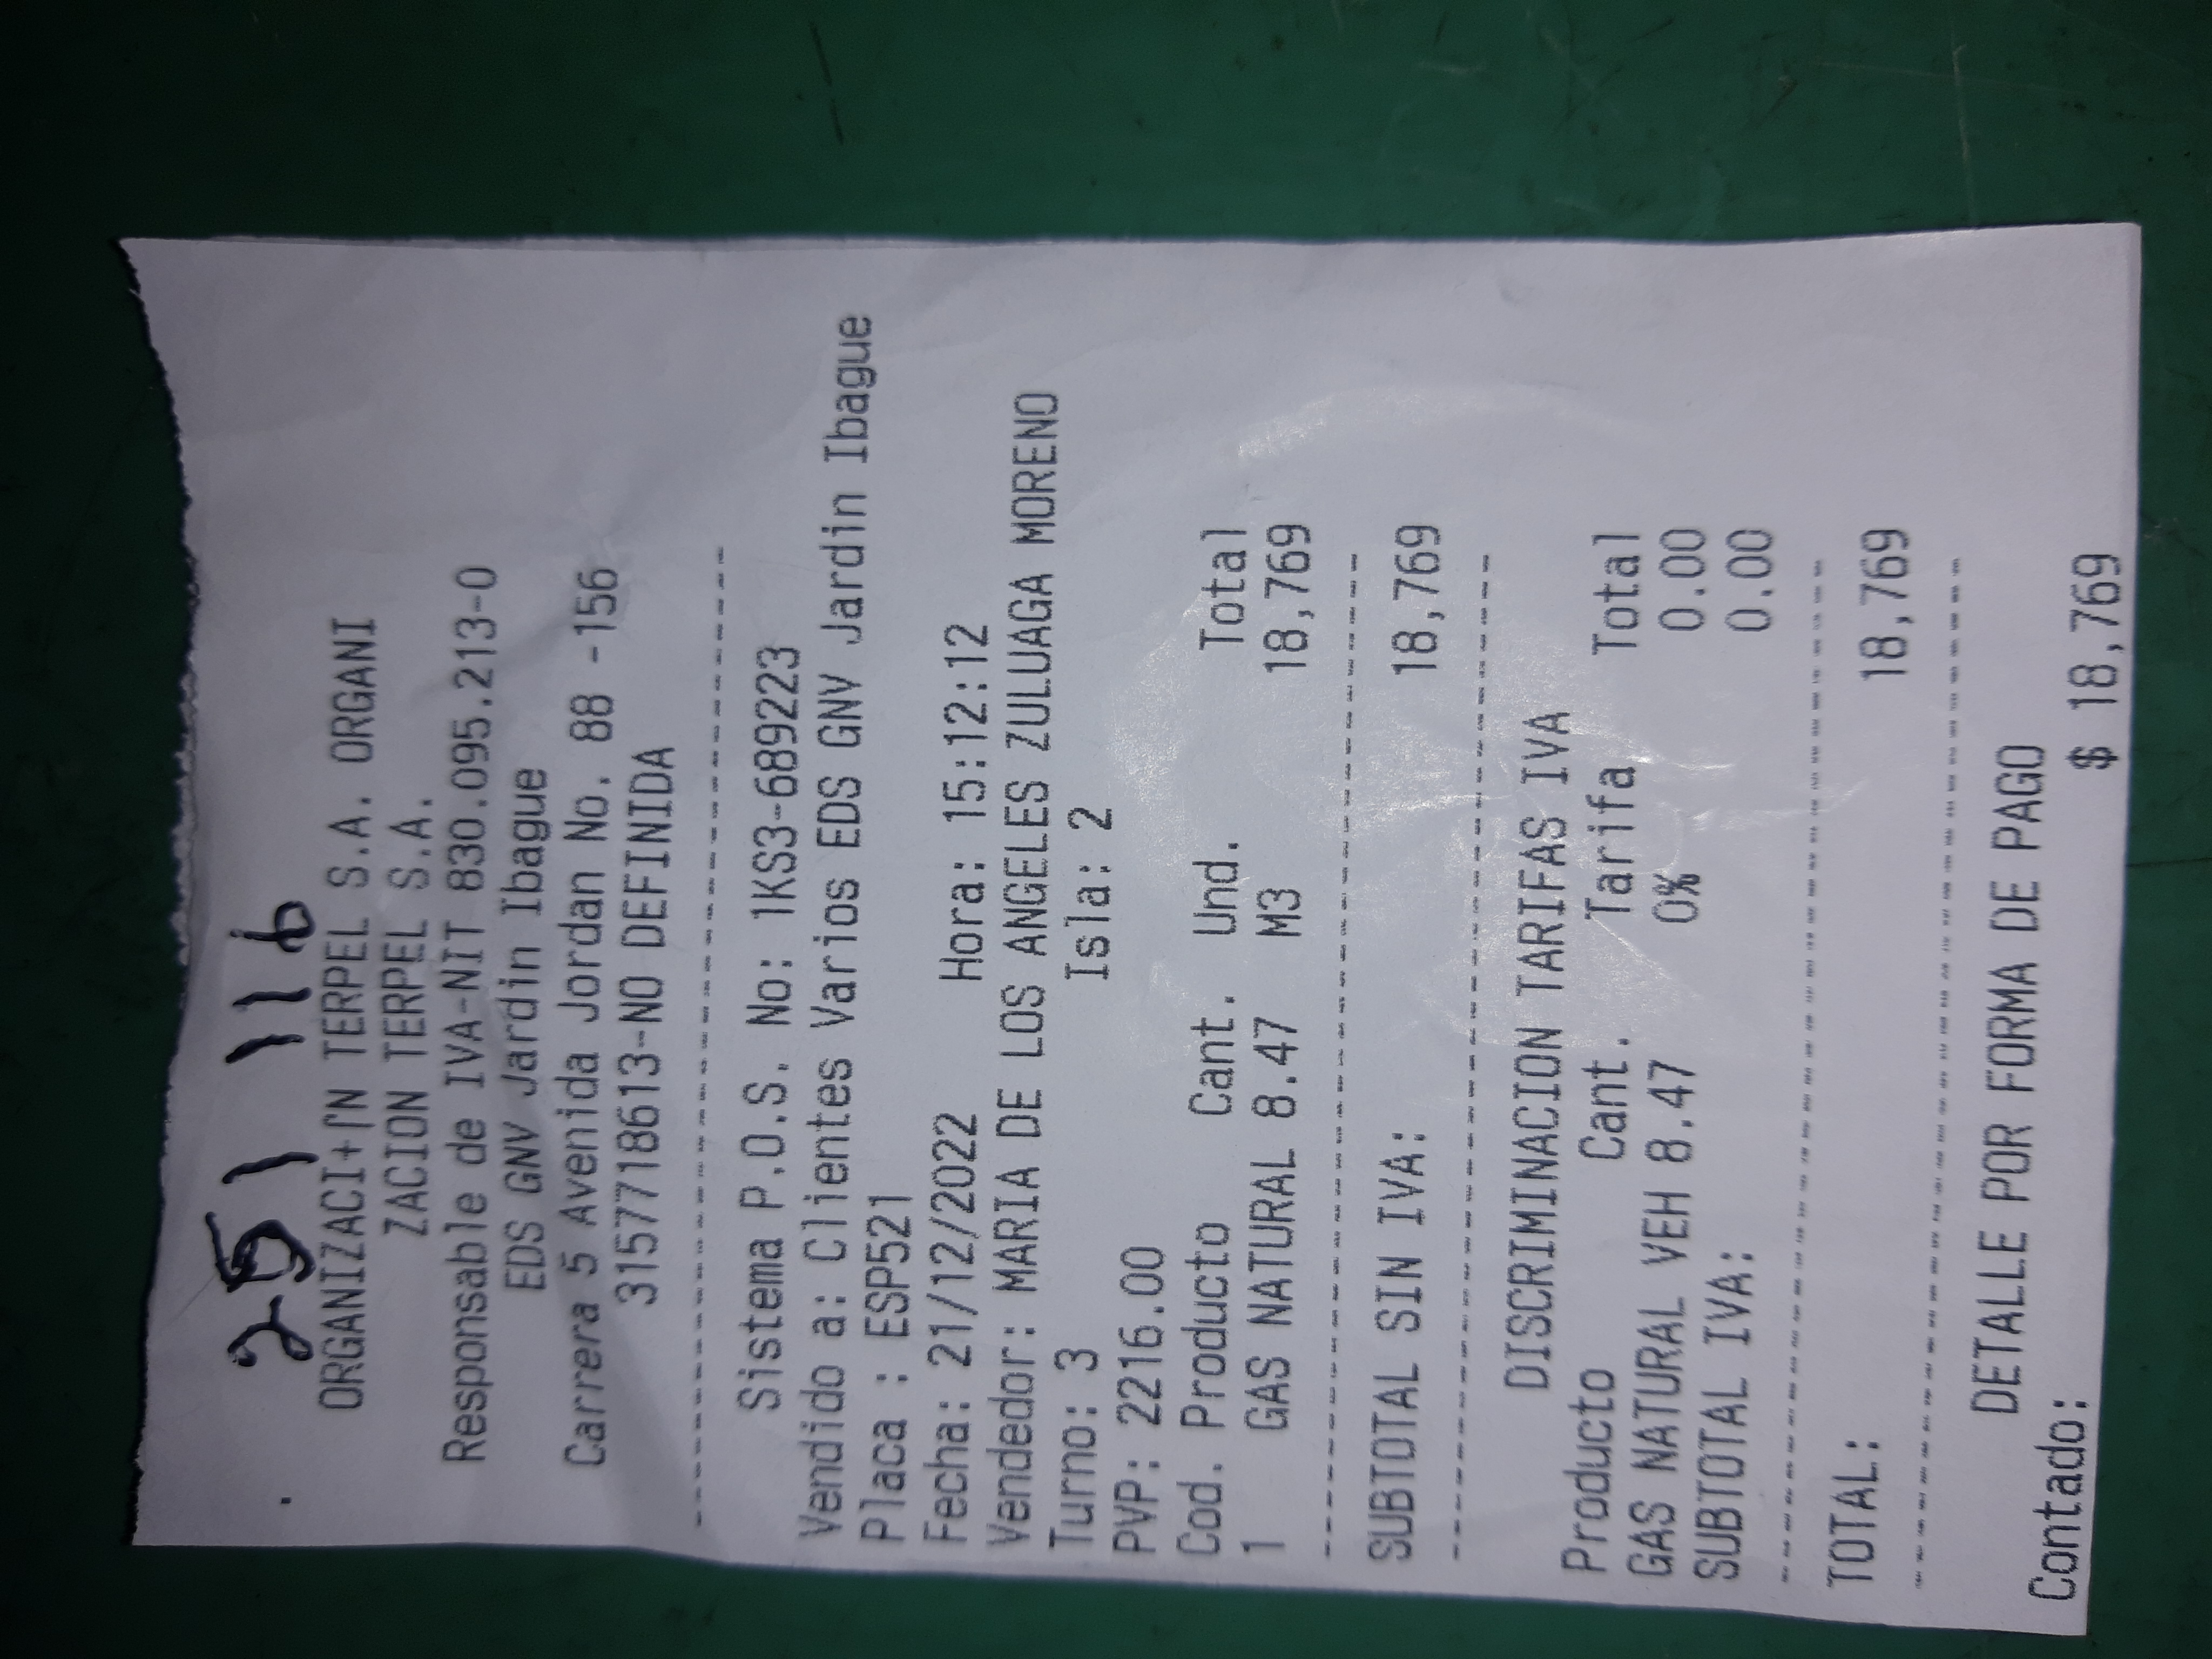 251116
ORGANIZACI+ΓN TERPEL S.A. ORGANI
ZACION TERPEL S.A.
Responsable de IVA-NIT 830.095.213-0
EDS GNV Jardin Ibague
Carrera 5 Avenida Jordan No. 88 -156
3157718613-NO DEFINIDA
Sistema P.O.S. No: 1KS3-689223
Vendido a: Clientes Varios EDS GNV Jardin Ibague
Placa : ESP521
Fecha: 21/12/2022 Hora: 15:12:12
Vendedor: MARIA DE LOS ANGELES ZULUAGA MORENO
Turno: 3 Isla: 2
PVP: 2216.00
Cod. Producto Cant. Und. Total
1 GAS NATURAL 8.47 M3 18,769
SUBTOTAL SIN IVA: 18,769
DISCRIMINACION TARIFAS IVA
Producto Cant. Tarifa Total
GAS NATURAL VEH 8.47 0% 0.00
SUBTOTAL IVA: 0.00
TOTAL: 18,769
DETALLE POR FORMA DE PAGO
Contado: $ 18,769